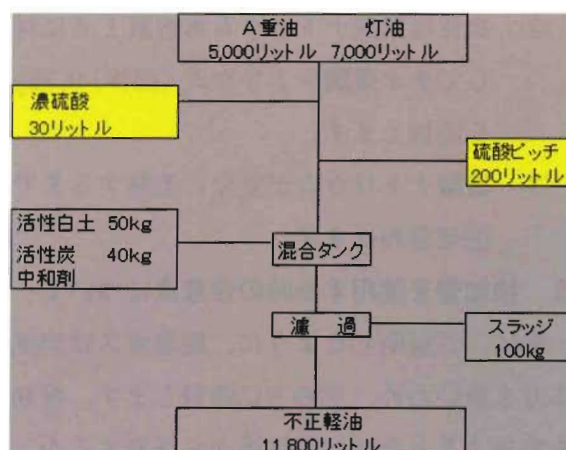 A重油 灯油
5,000リットル 7,000リットル
濃硫酸
30リットル
硫酸ピッチ
200リットル
活性白土 50kg
活性炭 40kg
中和剤
混合タンク
濾 過
スラッジ
100kg
不正軽油
11,800リットル